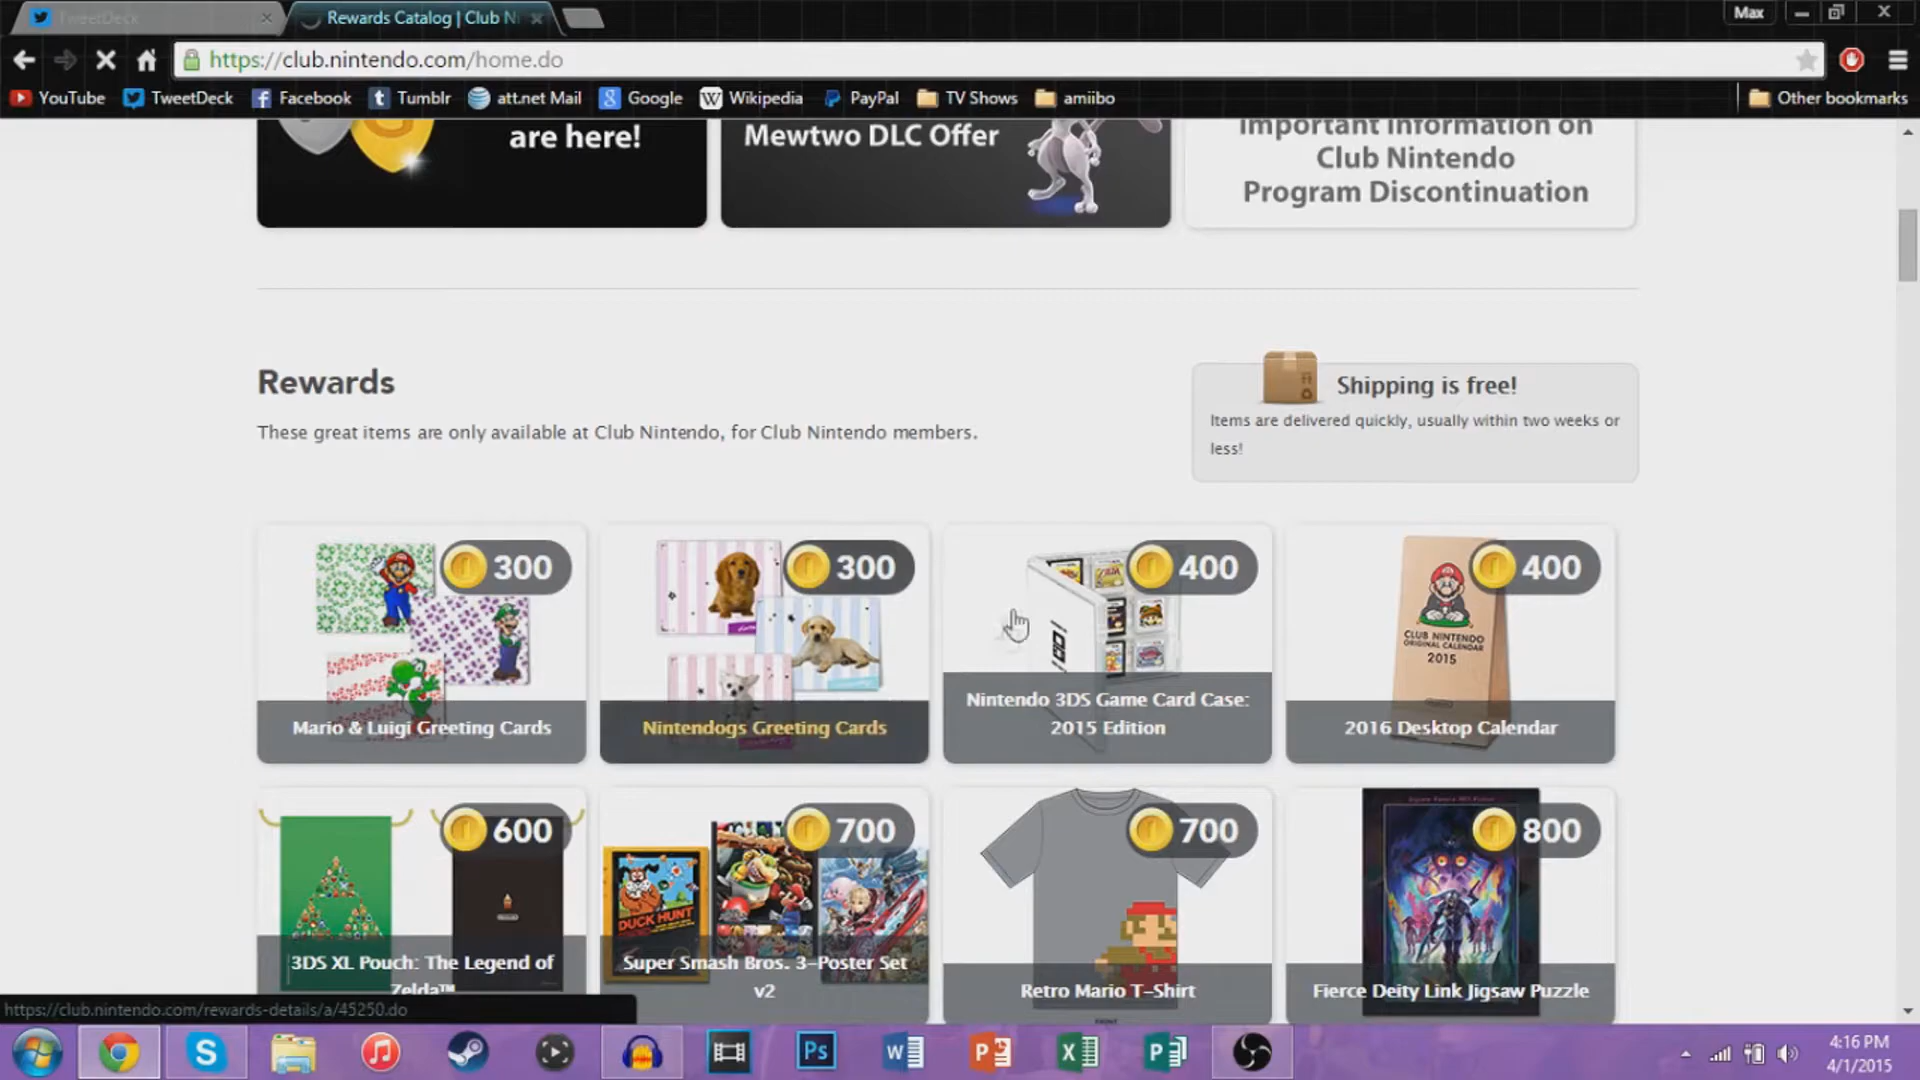 TweetDeck
Rewards Catalog | Club N
Max
https://club.nintendo.com/home.do
YouTube TweetDeck Facebook Tumblr att.net Mail Google Wikipedia PayPal TV Shows amiibo Other bookmarks
are here!
Mewtwo DLC Offer
Important Information on
Club Nintendo
Program Discontinuation
Rewards
These great items are only available at Club Nintendo, for Club Nintendo members.
Shipping is free!
Items are delivered quickly, usually within two weeks or
less!
300
Mario & Luigi Greeting Cards
300
Nintendogs Greeting Cards
400
Nintendo 3DS Game Card Case:
2015 Edition
400
CLUB NINTENDO
ORIGINAL CALENDAR
2015
2016 Desktop Calendar
600
3DS XL Pouch: The Legend of
Zelda™
700
DUCK HUNT
Super Smash Bros. 3-Poster Set
v2
700
Retro Mario T-Shirt
800
Fierce Deity Link Jigsaw Puzzle
https://club.nintendo.com/rewards-details/a/45250.do
4:16 PM
4/1/2015